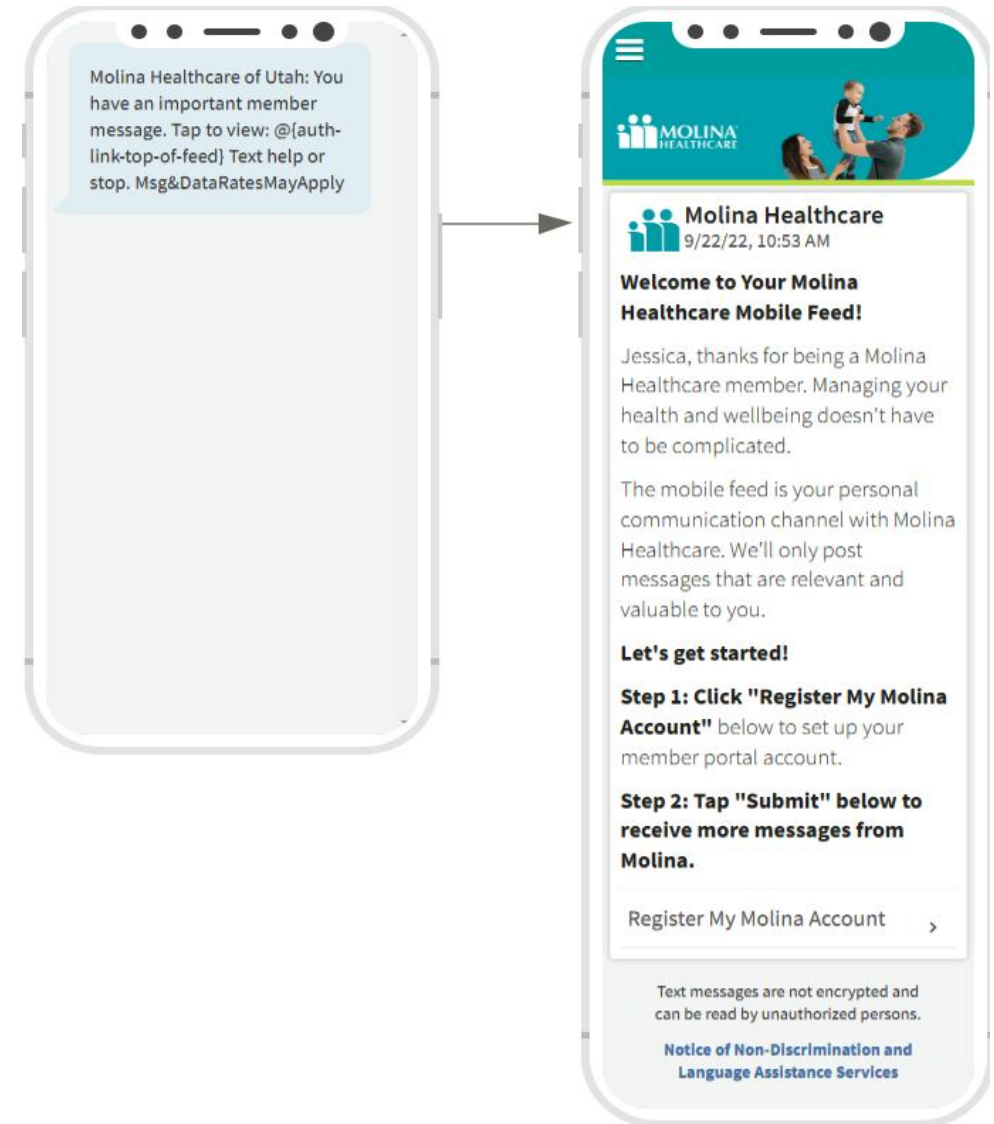 Molina Healthcare of Utah: You
have an important member
message. Tap to view: @{auth-
link-top-of-feed} Text help or
stop. Msg&DataRatesMayApply
MOLINA
HEALTHCARE
Molina Healthcare
9/22/22, 10:53 AM
Welcome to Your Molina
Healthcare Mobile Feed!
Jessica, thanks for being a Molina
Healthcare member. Managing your
health and wellbeing doesn't have
to be complicated.
The mobile feed is your personal
communication channel with Molina
Healthcare. We'll only post
messages that are relevant and
valuable to you.
Let's get started!
Step 1: Click "Register My Molina
Account" below to set up your
member portal account.
Step 2: Tap "Submit" below to
receive more messages from
Molina.
Register My Molina Account
Text messages are not encrypted and
can be read by unauthorized persons.
Notice of Non-Discrimination and
Language Assistance Services